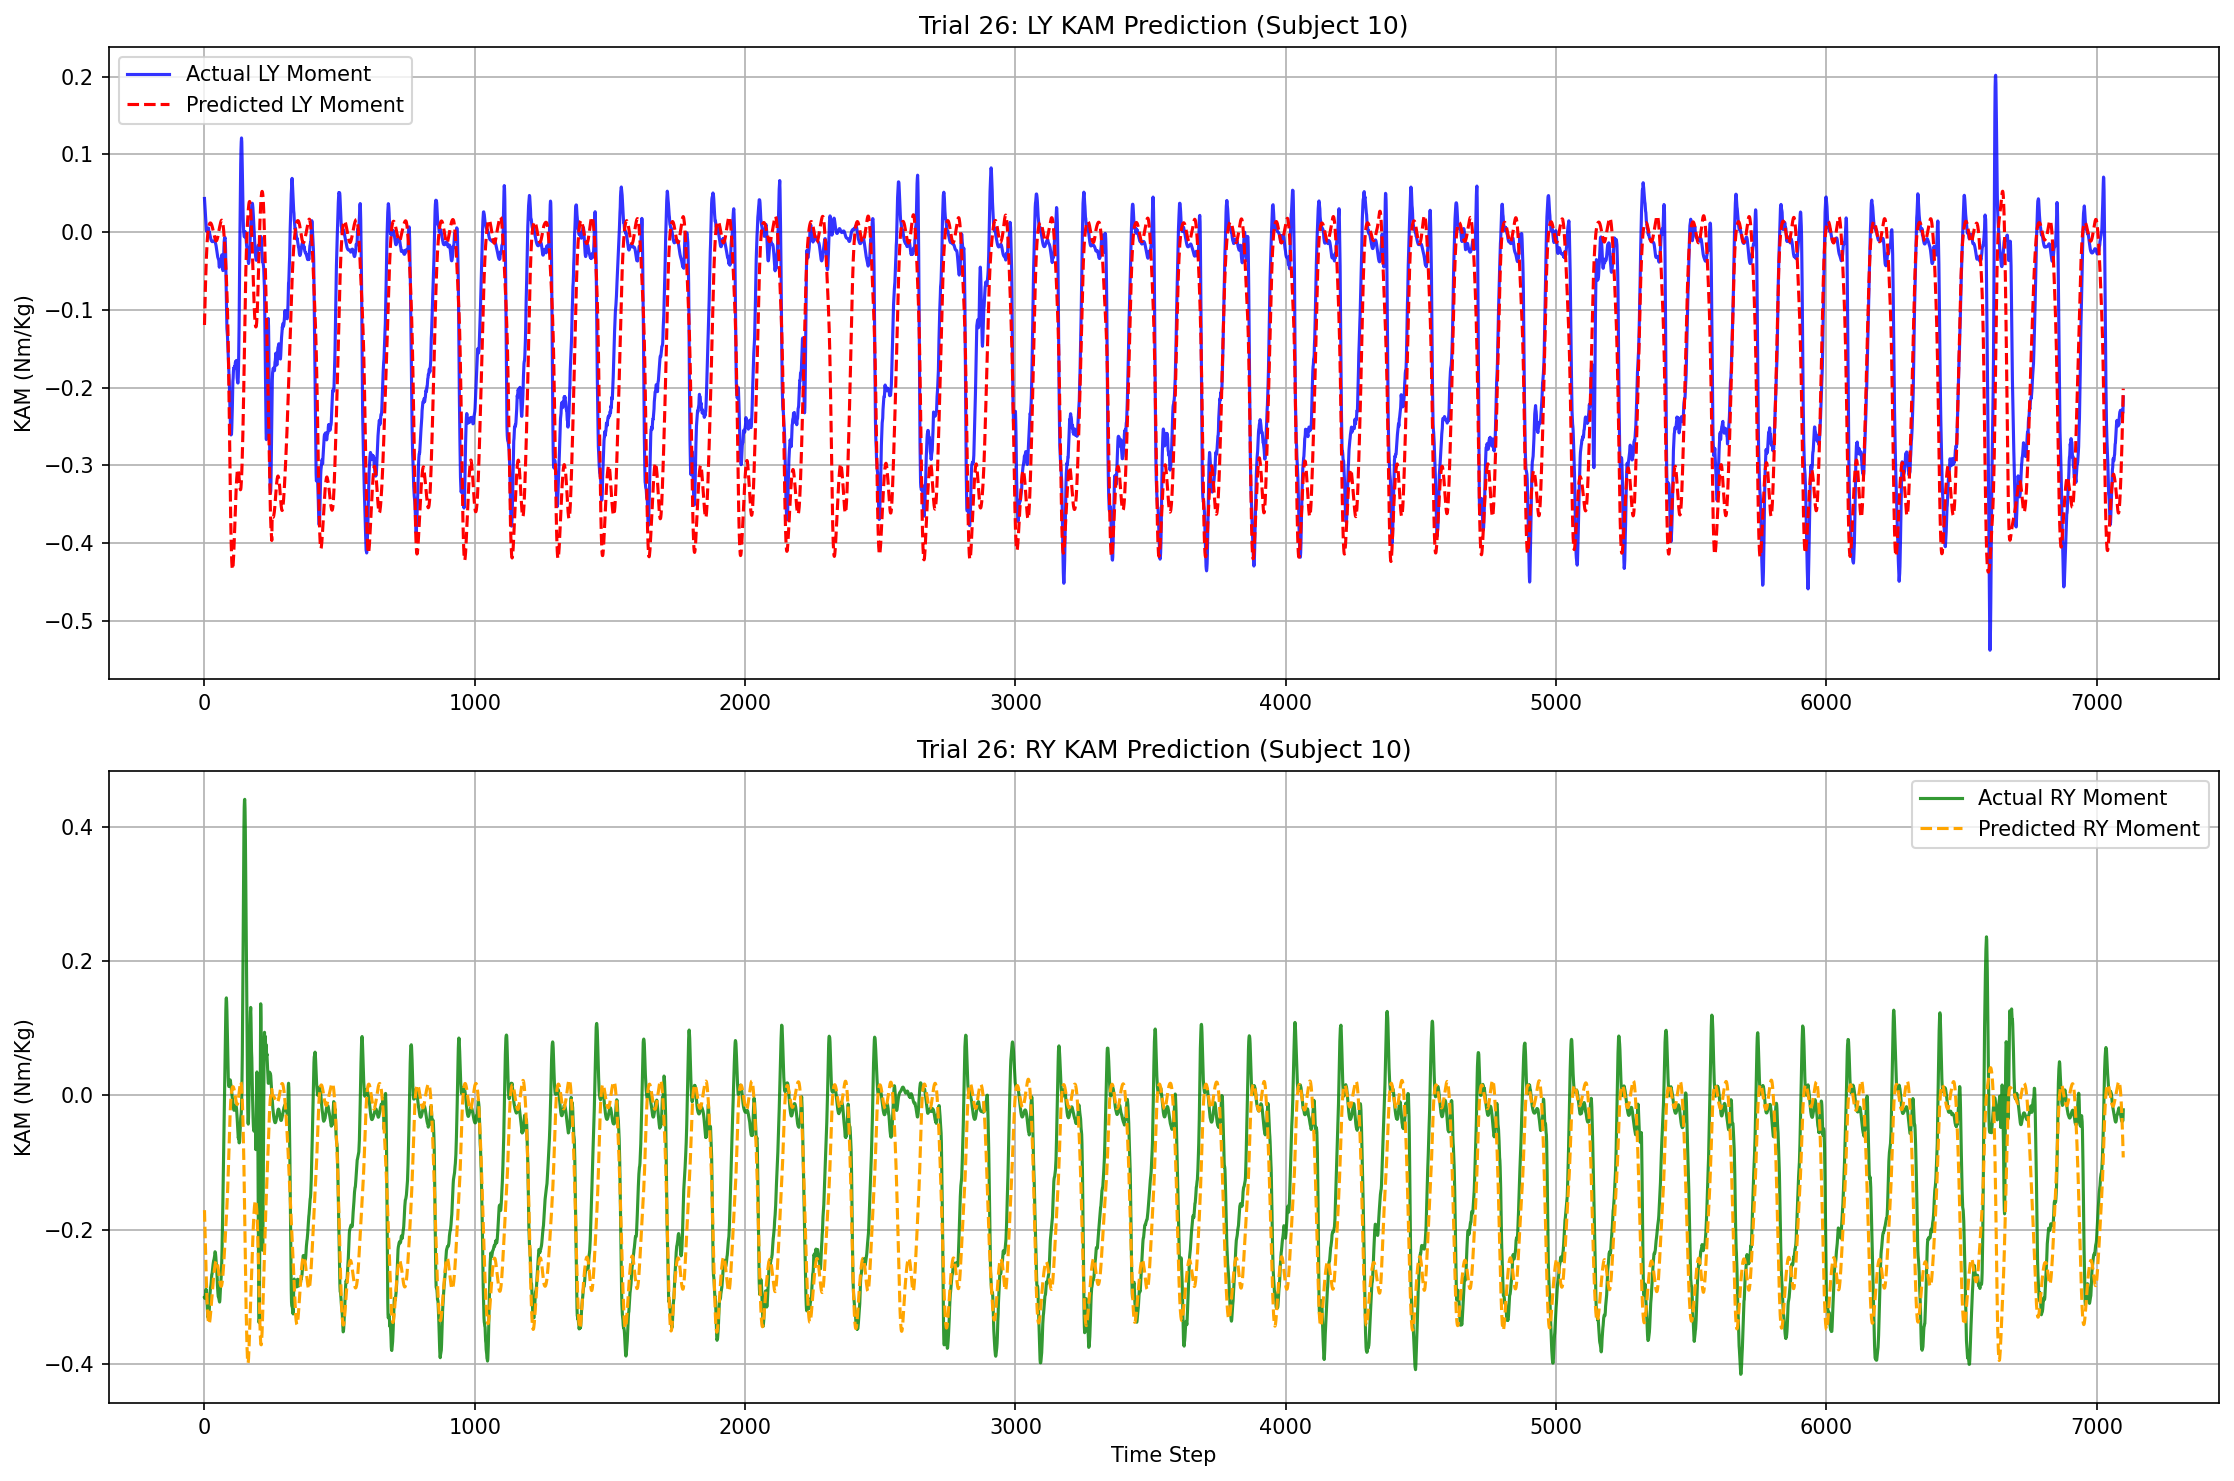 Trial 26: LY KAM Prediction (Subject 10)
Actual LY Moment
Predicted LY Moment
KAM (Nm/Kg)
0.2
0.1
0.0
−0.1
−0.2
−0.3
−0.4
−0.5
0 1000 2000 3000 4000 5000 6000 7000
Trial 26: RY KAM Prediction (Subject 10)
Actual RY Moment
Predicted RY Moment
KAM (Nm/Kg)
0.4
0.2
0.0
−0.2
−0.4
0 1000 2000 3000 4000 5000 6000 7000
Time Step